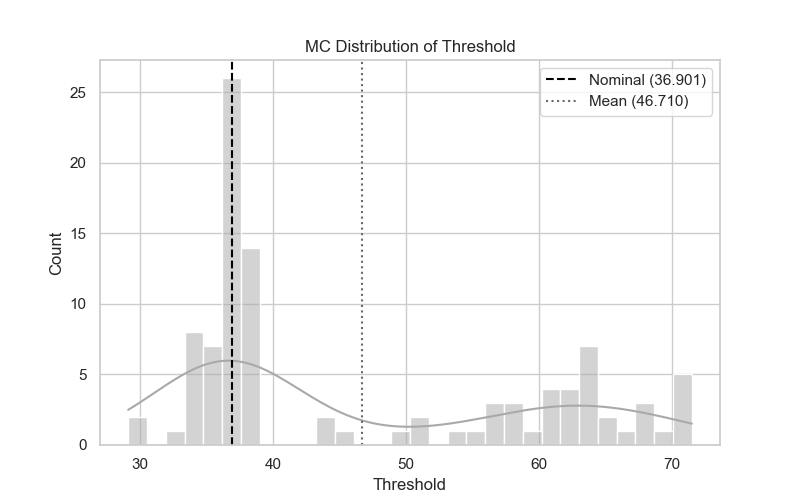 MC Distribution of Threshold
Nominal (36.901)
Mean (46.710)
Count
25
20
15
10
5
0
30 40 50 60 70
Threshold